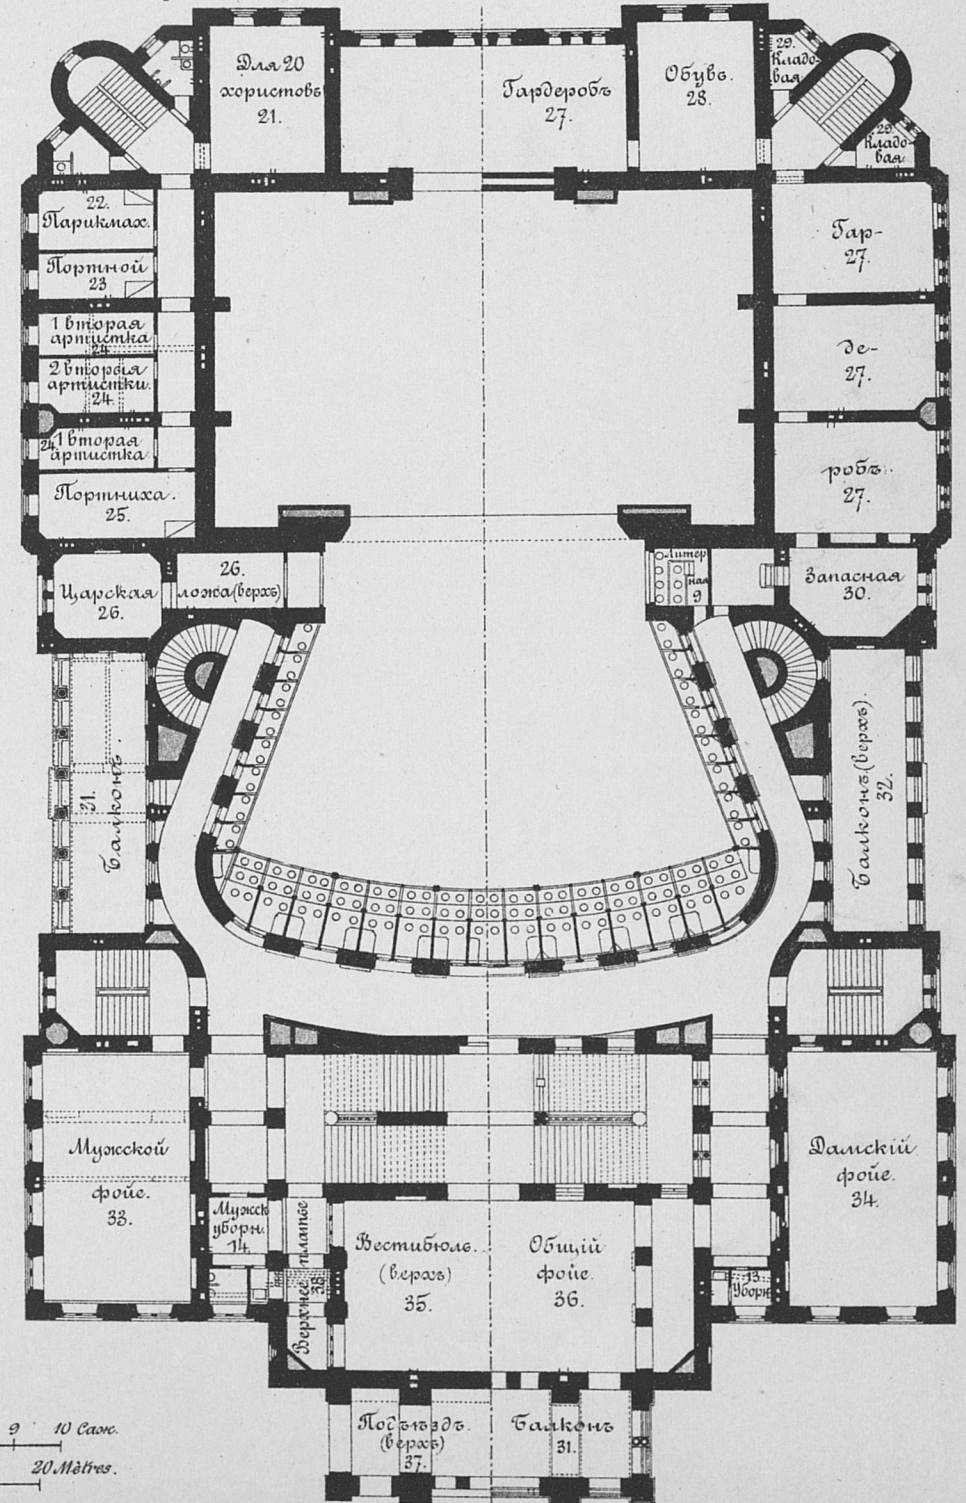 Для 20
хористовъ
21.
Гардеробъ
27.
Обувь.
28.
29.
Кладо-
вая
29.
Кладо-
вая
22.
Парикмах.
Портной
23
1 вторая
артистка
24
2 вторыя
артистки.
24.
24
1 вторая
артистка
Портниха.
25.
Гар-
27.
де-
27.
робъ.
27.
Царская
26.
26.
ложа (верхъ)
Литер
ная
9
Запасная
30.
31.
Балконъ.
Балконъ (верхъ).
32.
Мужской
фойе.
33.
Дамскій
фойе.
34.
Мужск
уборн.
14.
Верхнее платье
38
Вестибюль.
(верхъ)
35.
Общій
фойе.
36.
13.
Уборн
Подъѣздъ.
(верхъ)
37.
Балконъ
31.
9 10 Саж.
20 Mètres.